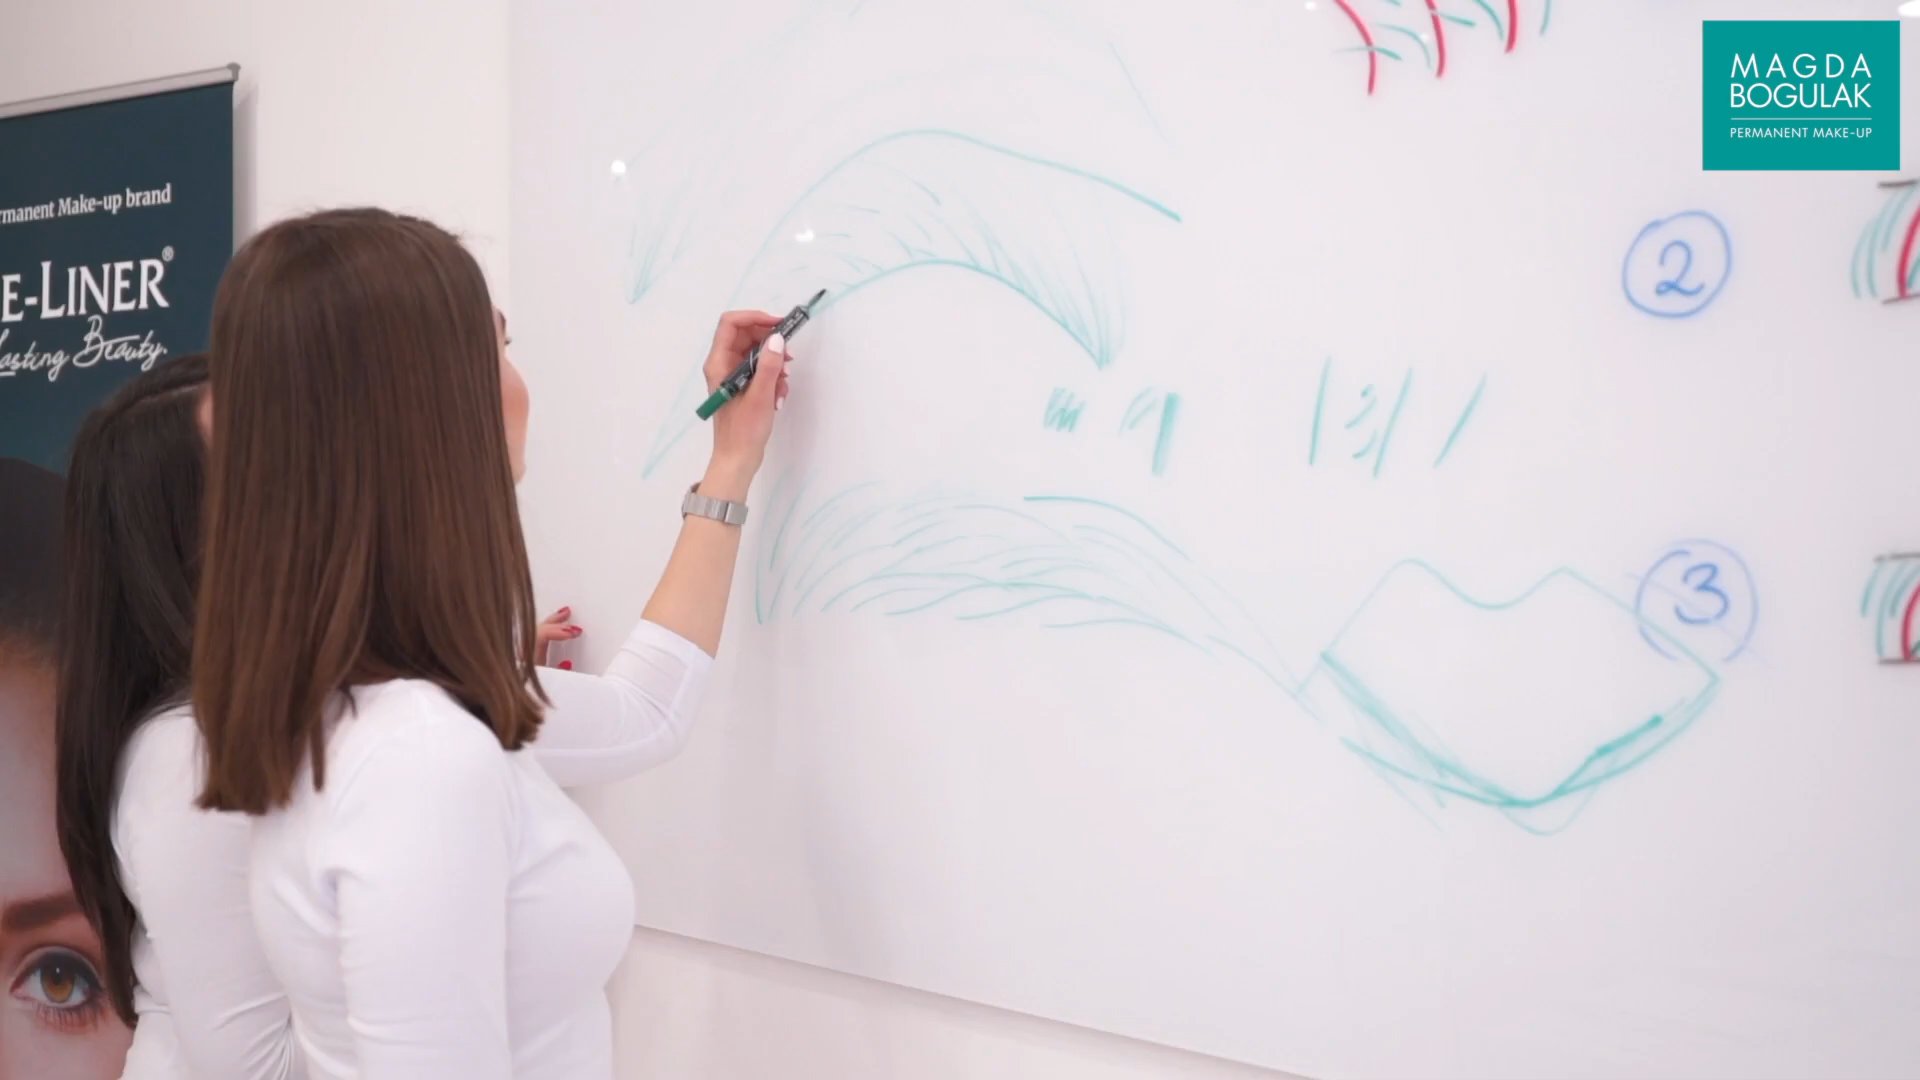 MAGDA
BOGULAK
PERMANENT MAKE-UP
rmanent Make-up brand
E-LINER®
lasting Beauty.
2
3